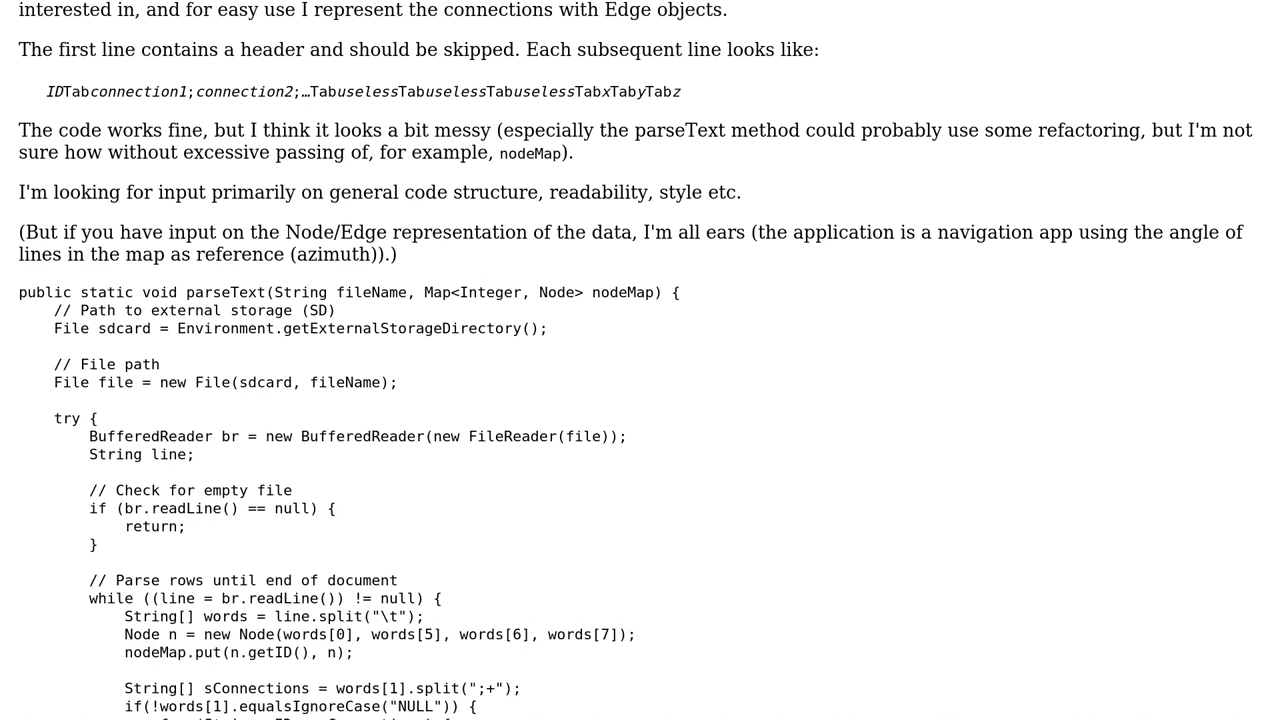 interested in, and for easy use I represent the connections with Edge objects.
The first line contains a header and should be skipped. Each subsequent line looks like:
IDTabconnection1;connection2;…TabuselessTabuselessTabuselessTabxTabyTabz
The code works fine, but I think it looks a bit messy (especially the parseText method could probably use some refactoring, but I'm not
sure how without excessive passing of, for example, nodeMap).
I'm looking for input primarily on general code structure, readability, style etc.
(But if you have input on the Node/Edge representation of the data, I'm all ears (the application is a navigation app using the angle of
lines in the map as reference (azimuth)).)
public static void parseText(String fileName, Map<Integer, Node> nodeMap) {
    // Path to external storage (SD)
    File sdcard = Environment.getExternalStorageDirectory();

    // File path
    File file = new File(sdcard, fileName);

    try {
        BufferedReader br = new BufferedReader(new FileReader(file));
        String line;

        // Check for empty file
        if (br.readLine() == null) {
            return;
        }

        // Parse rows until end of document
        while ((line = br.readLine()) != null) {
            String[] words = line.split("\t");
            Node n = new Node(words[0], words[5], words[6], words[7]);
            nodeMap.put(n.getID(), n);

            String[] sConnections = words[1].split(";+");
            if(!words[1].equalsIgnoreCase("NULL")) {